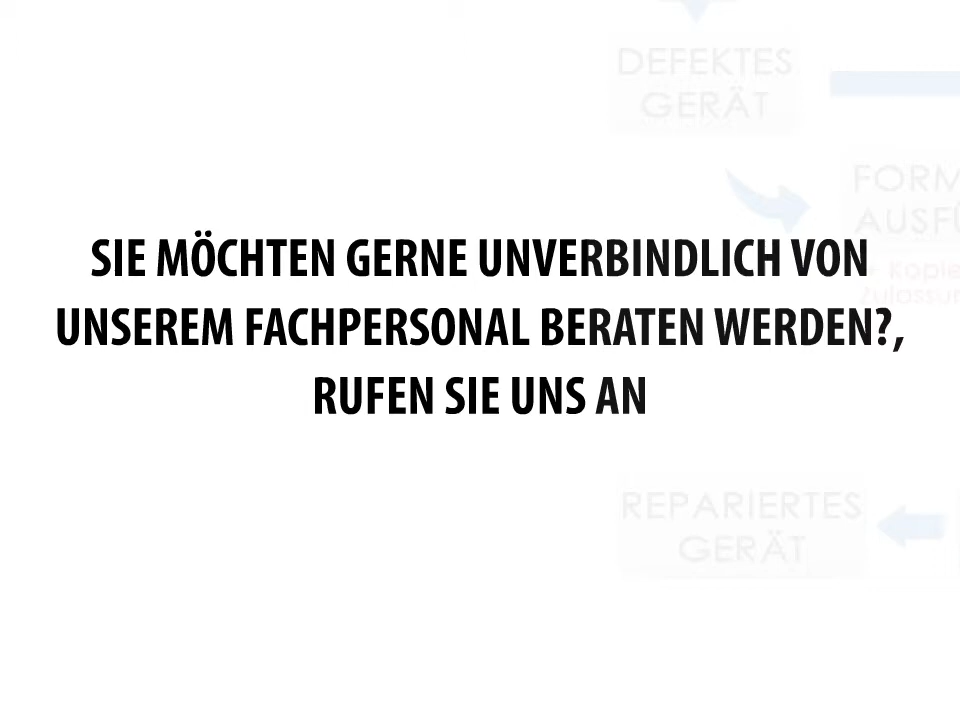 DEFEKTES
GERÄT
SIE MÖCHTEN GERNE UNVERBINDLICH VON
UNSEREM FACHPERSONAL BERATEN WERDEN?,
RUFEN SIE UNS AN
REPARIERTES
GERÄT